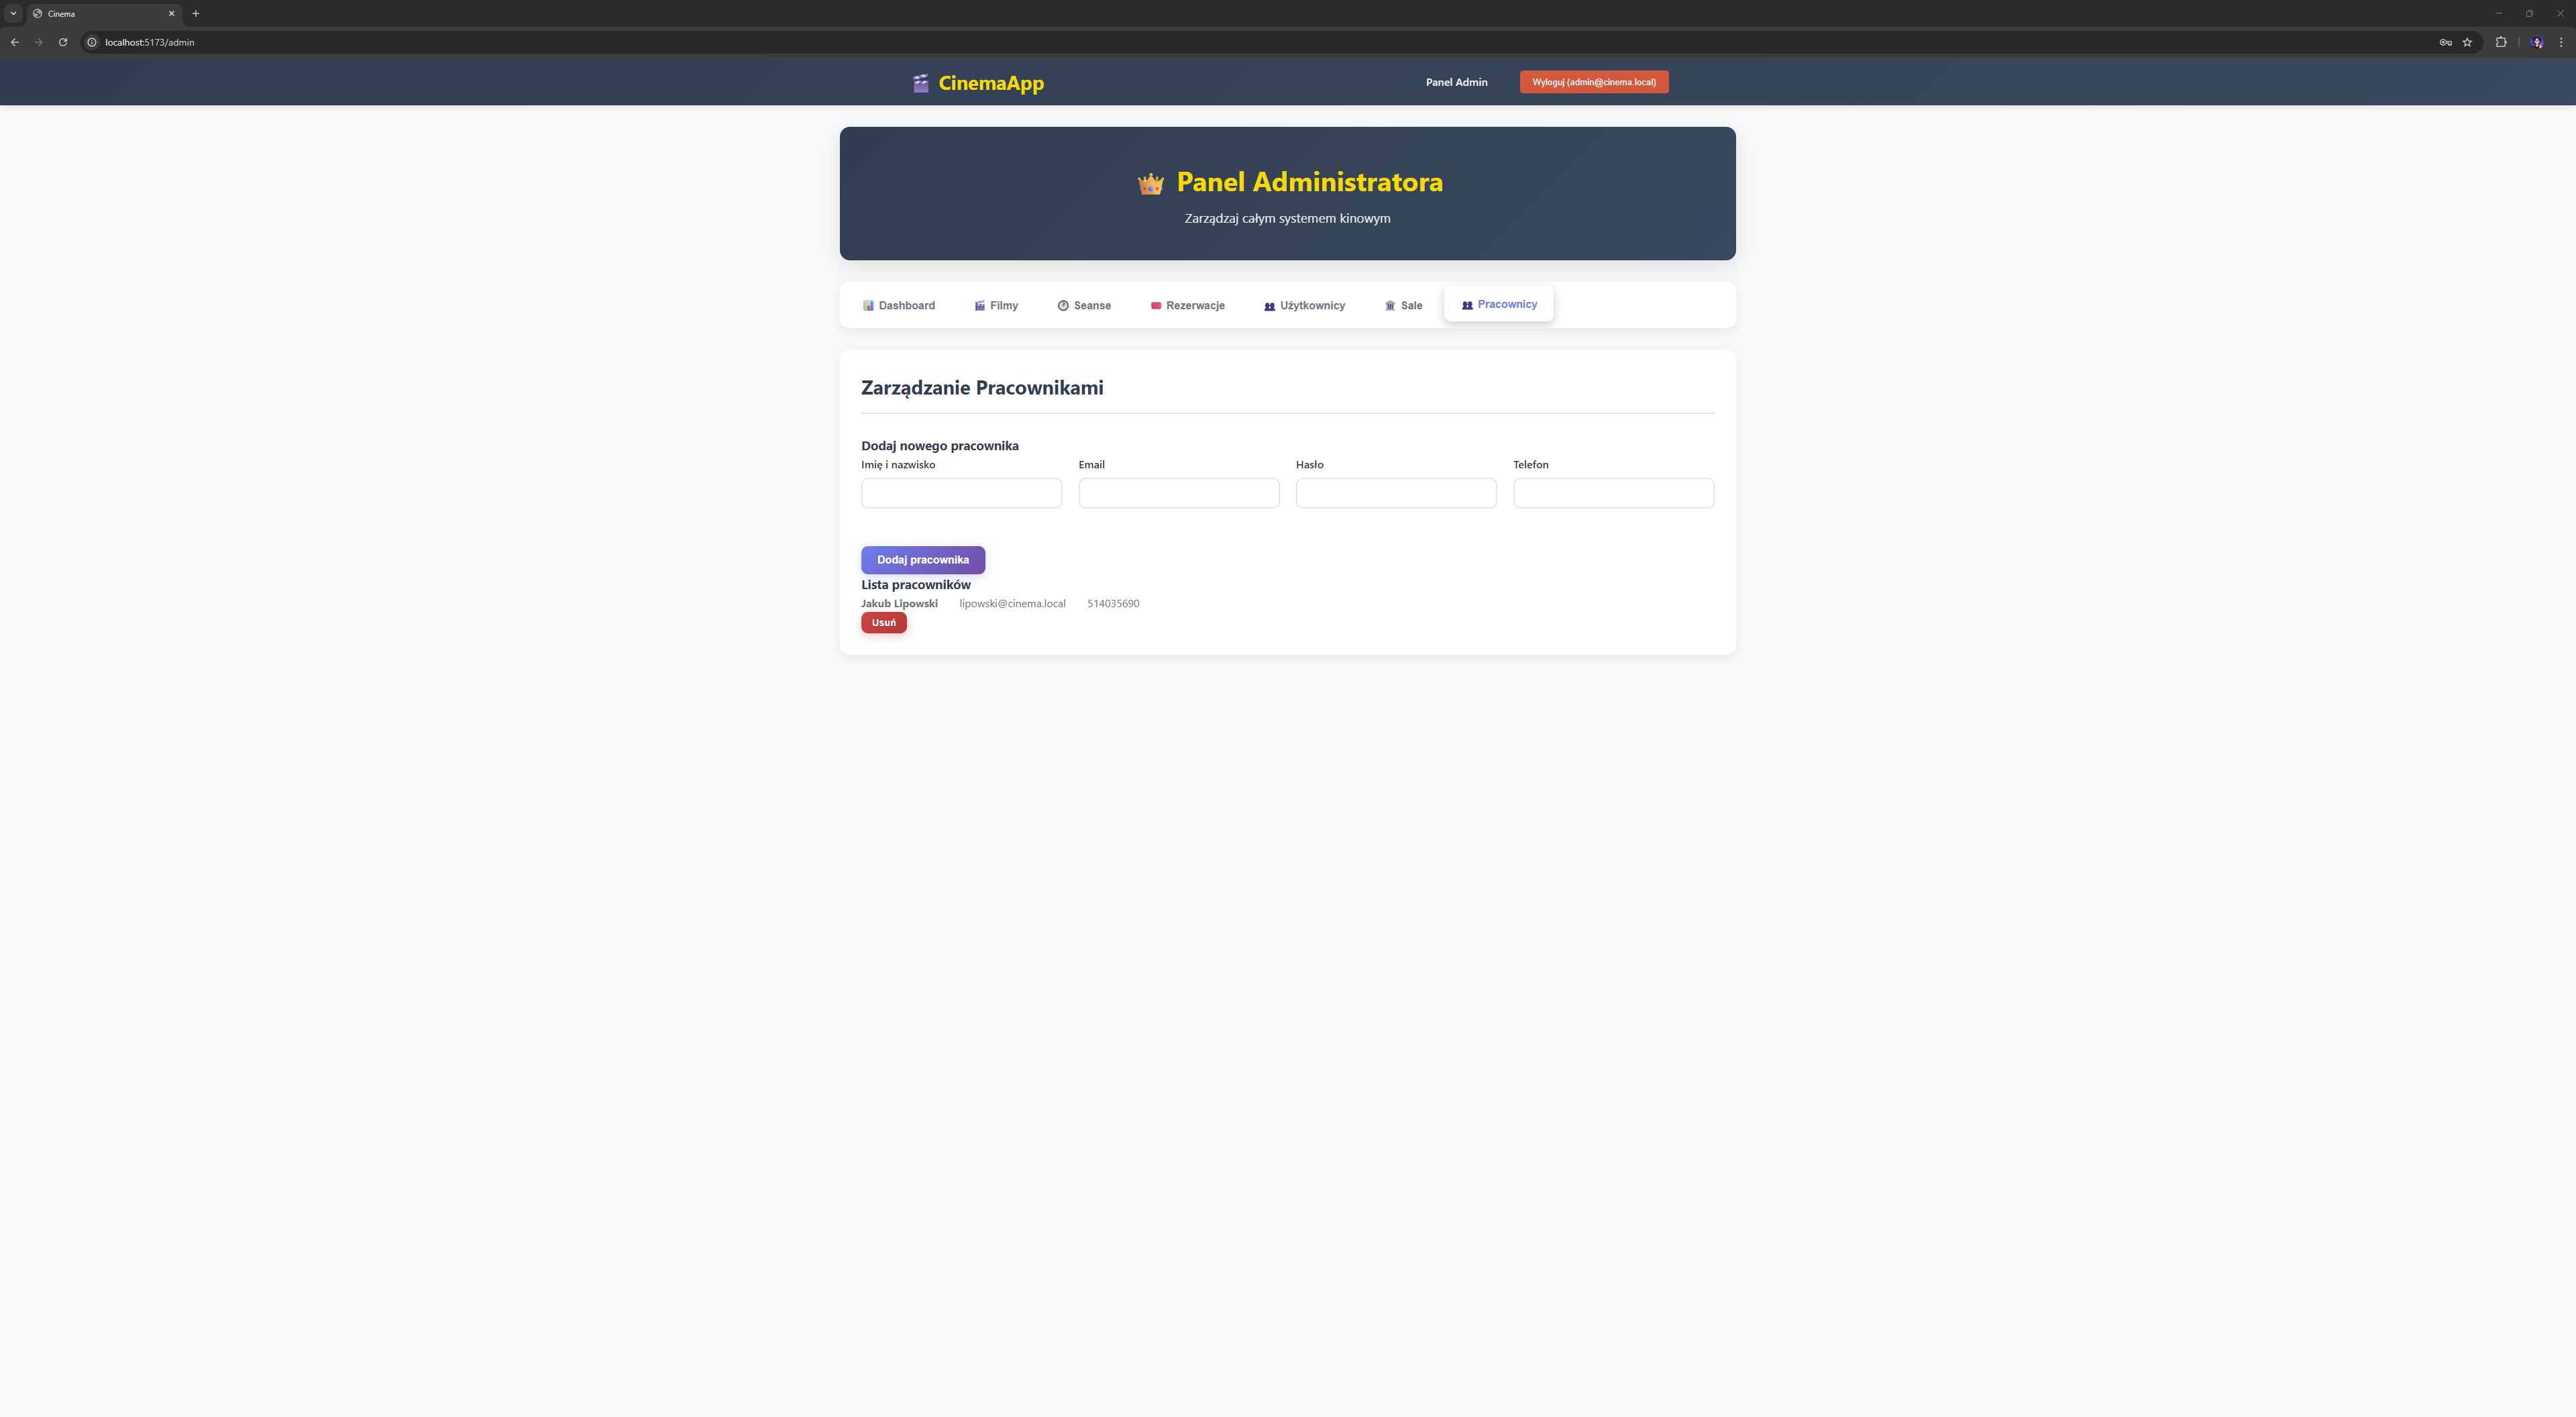 Cinema
localhost:5173/admin
CinemaApp
Panel Admin
Wyloguj (admin@cinema.local)
Panel Administratora
Zarządzaj całym systemem kinowym
Dashboard
Filmy
Seanse
Rezerwacje
Użytkownicy
Sale
Pracownicy
Zarządzanie Pracownikami
Dodaj nowego pracownika
Imię i nazwisko
Email
Hasło
Telefon
Dodaj pracownika
Lista pracowników
Jakub Lipowski lipowski@cinema.local 514035690
Usuń